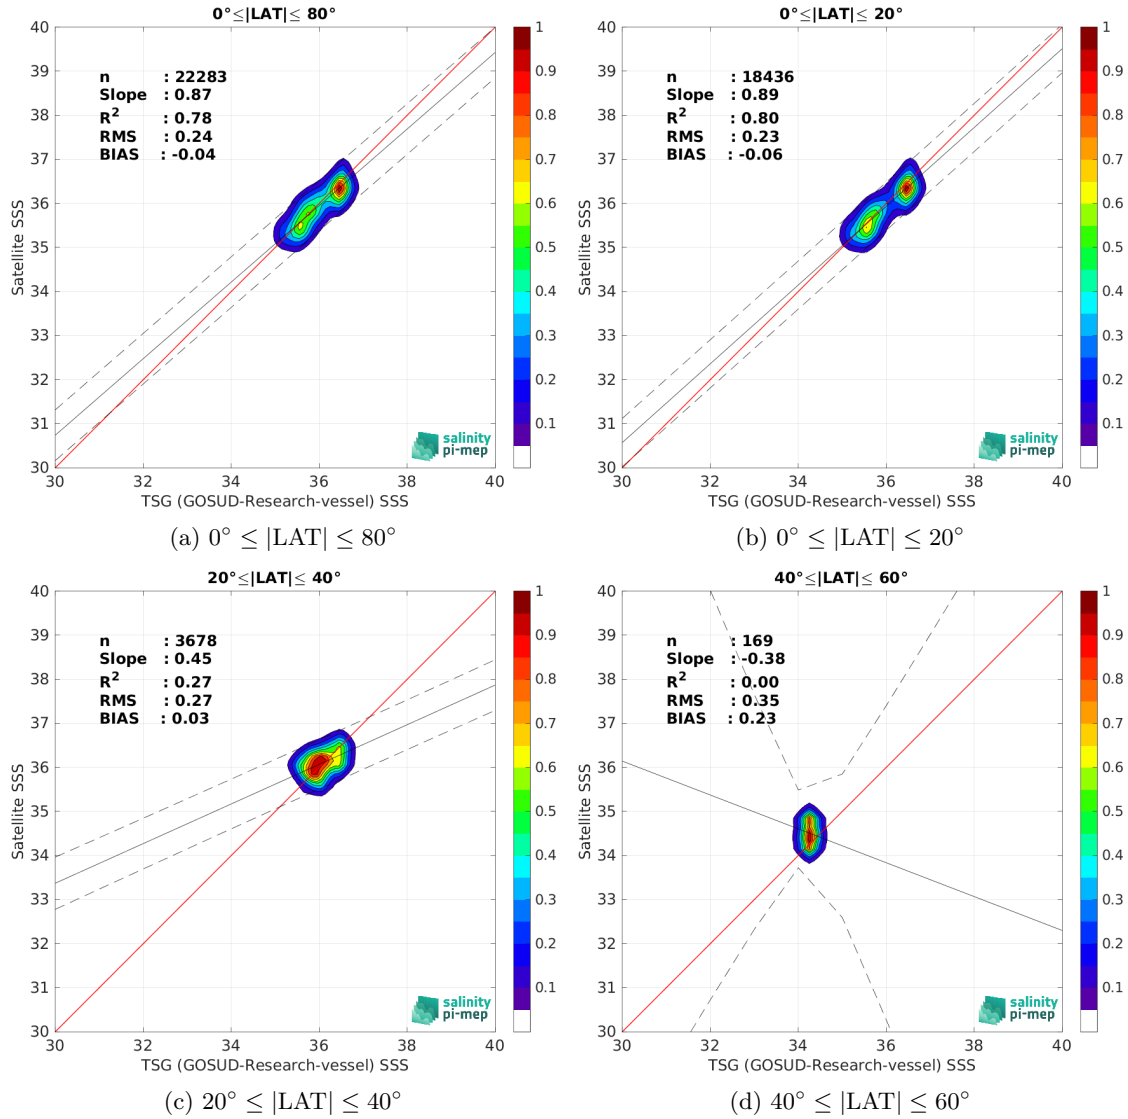 0°≤|LAT|≤ 80°
n : 22283
Slope : 0.87
R² : 0.78
RMS : 0.24
BIAS : -0.04
40
39
38
37
36
35
34
33
32
31
30
Satellite SSS
30 32 34 36 38 40
TSG (GOSUD-Research-vessel) SSS
salinity
pi-mep
1
0.9
0.8
0.7
0.6
0.5
0.4
0.3
0.2
0.1
(a) 0° ≤ |LAT| ≤ 80°
0°≤|LAT|≤ 20°
n : 18436
Slope : 0.89
R² : 0.80
RMS : 0.23
BIAS : -0.06
40
39
38
37
36
35
34
33
32
31
30
Satellite SSS
30 32 34 36 38 40
TSG (GOSUD-Research-vessel) SSS
salinity
pi-mep
1
0.9
0.8
0.7
0.6
0.5
0.4
0.3
0.2
0.1
(b) 0° ≤ |LAT| ≤ 20°
20°≤|LAT|≤ 40°
n : 3678
Slope : 0.45
R² : 0.27
RMS : 0.27
BIAS : 0.03
40
39
38
37
36
35
34
33
32
31
30
Satellite SSS
30 32 34 36 38 40
TSG (GOSUD-Research-vessel) SSS
salinity
pi-mep
1
0.9
0.8
0.7
0.6
0.5
0.4
0.3
0.2
0.1
(c) 20° ≤ |LAT| ≤ 40°
40°≤|LAT|≤ 60°
n : 169
Slope : -0.38
R² : 0.00
RMS : 0.35
BIAS : 0.23
40
39
38
37
36
35
34
33
32
31
30
Satellite SSS
30 32 34 36 38 40
TSG (GOSUD-Research-vessel) SSS
salinity
pi-mep
1
0.9
0.8
0.7
0.6
0.5
0.4
0.3
0.2
0.1
(d) 40° ≤ |LAT| ≤ 60°